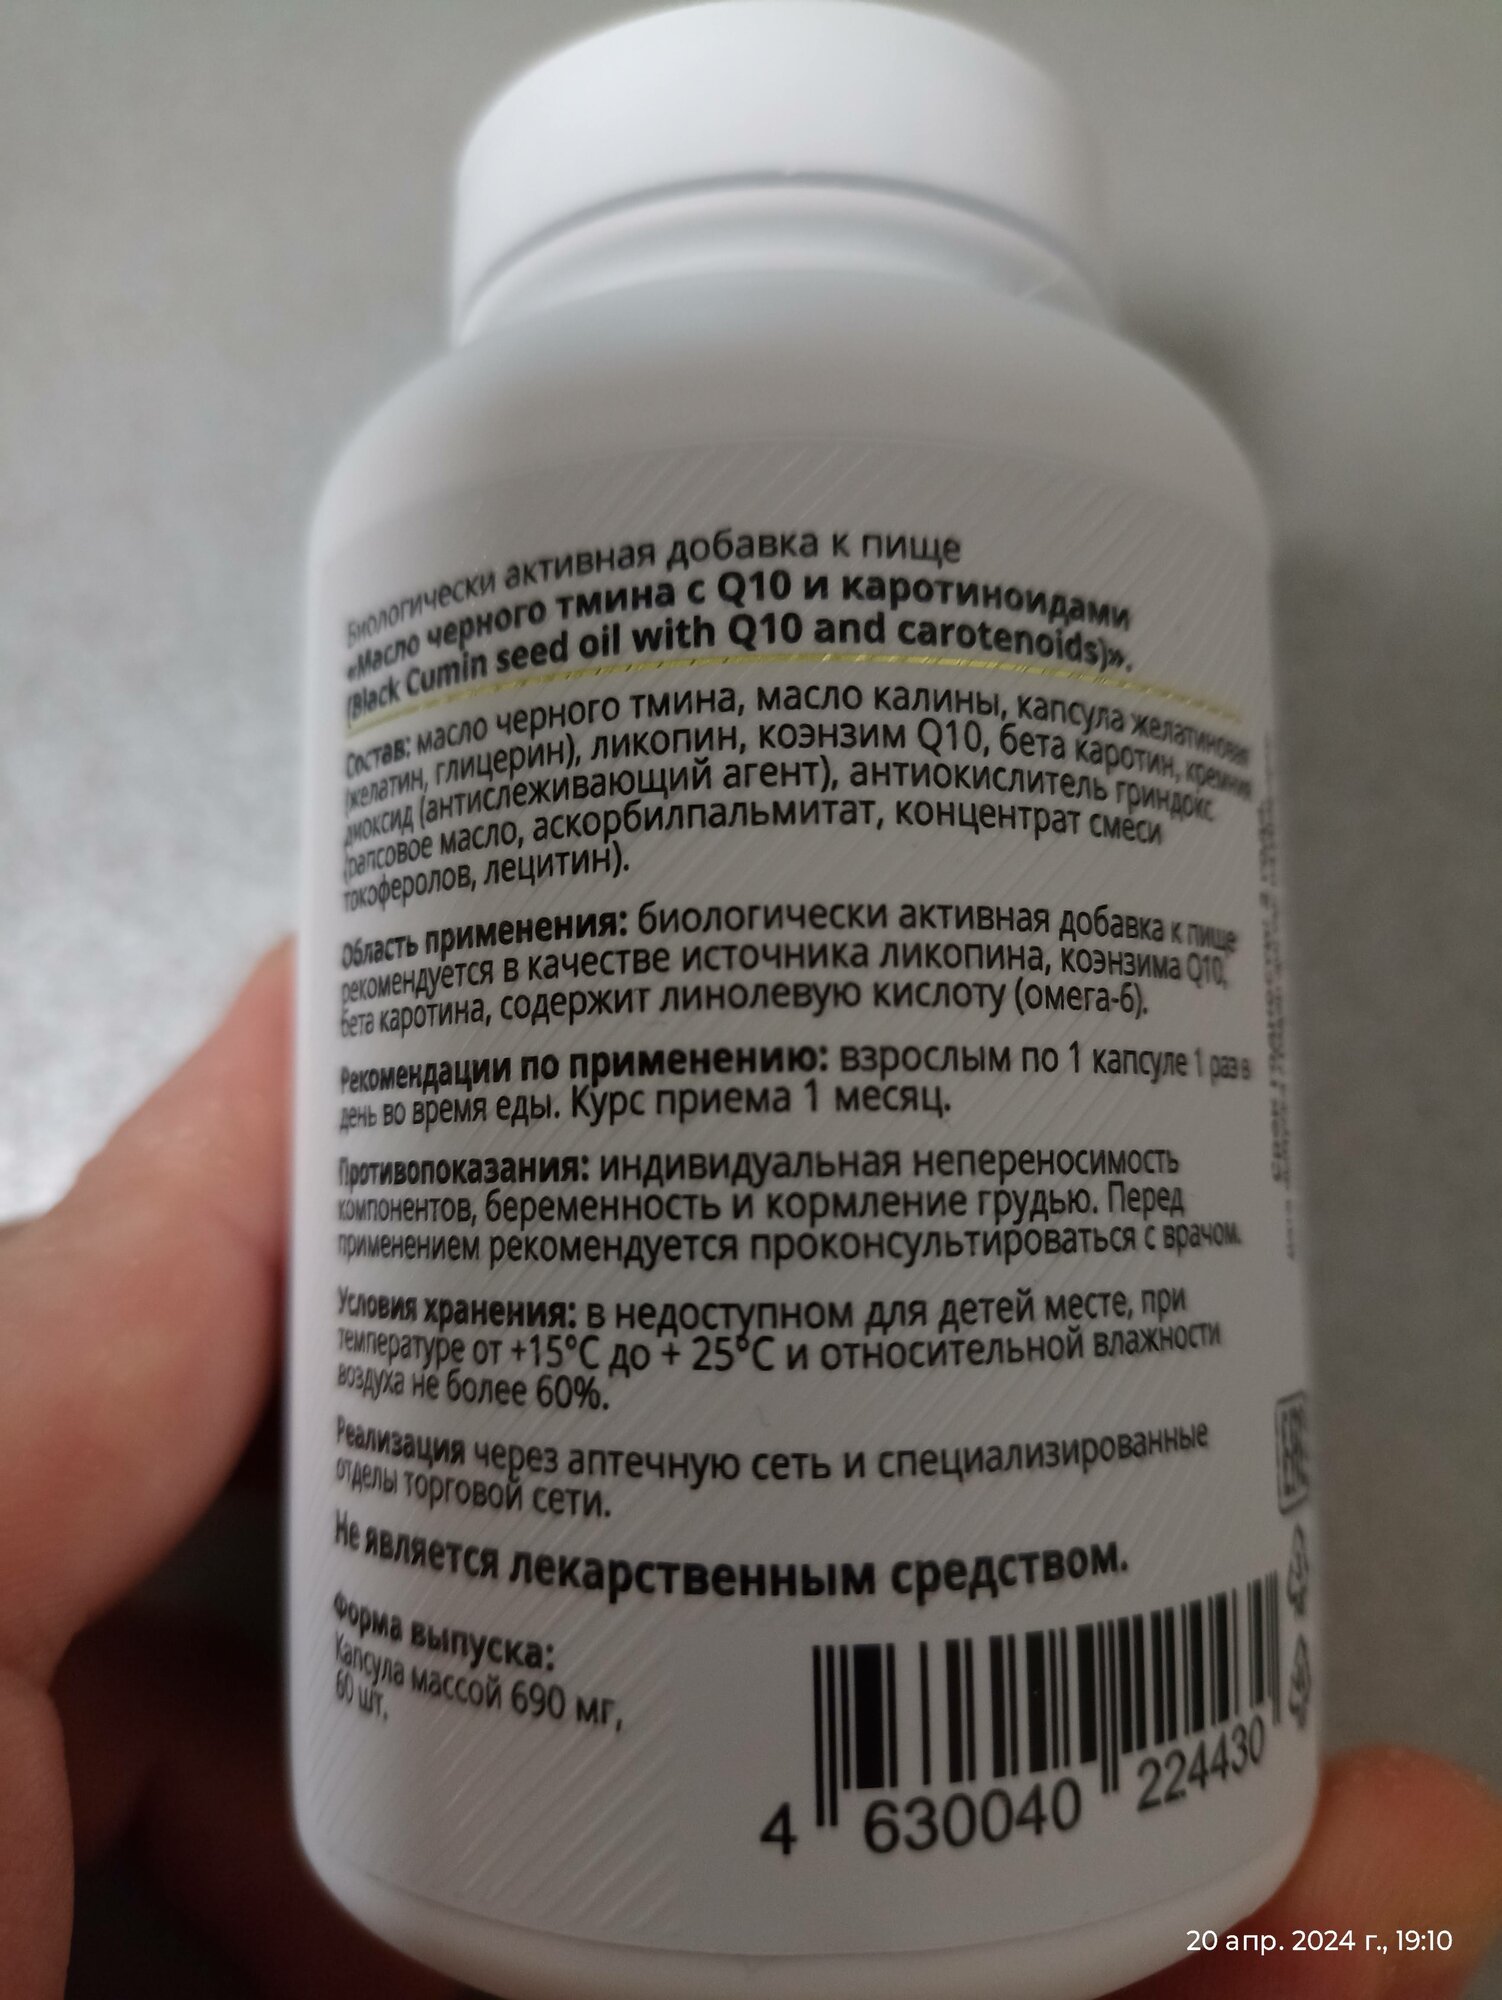 Биологически активная добавка к пище
«Масло черного тмина с Q10 и каротиноидами
(Black Cumin seed oil with Q10 and carotenoids)».
Состав: масло черного тмина, масло калины, капсула желатиновая
(желатин, глицерин), ликопин, коэнзим Q10, бета каротин, кремния
диоксид (антислеживающий агент), антиокислитель гриндокс
(рапсовое масло, аскорбилпальмитат, концентрат смеси
токоферолов, лецитин).
Область применения: биологически активная добавка к пище
рекомендуется в качестве источника ликопина, коэнзима Q10,
бета каротина, содержит линолевую кислоту (омега-6).
Рекомендации по применению: взрослым по 1 капсуле 1 раз в
день во время еды. Курс приема 1 месяц.
Противопоказания: индивидуальная непереносимость
компонентов, беременность и кормление грудью. Перед
применением рекомендуется проконсультироваться с врачом.
Условия хранения: в недоступном для детей месте, при
температуре от +15°С до + 25°С и относительной влажности
воздуха не более 60%.
Реализация через аптечную сеть и специализированные
отделы торговой сети.
Не является лекарственным средством.
Форма выпуска:
Капсула массой 690 мг,
60 шт.
4 630040 224430
20 апр. 2024 г., 19:10